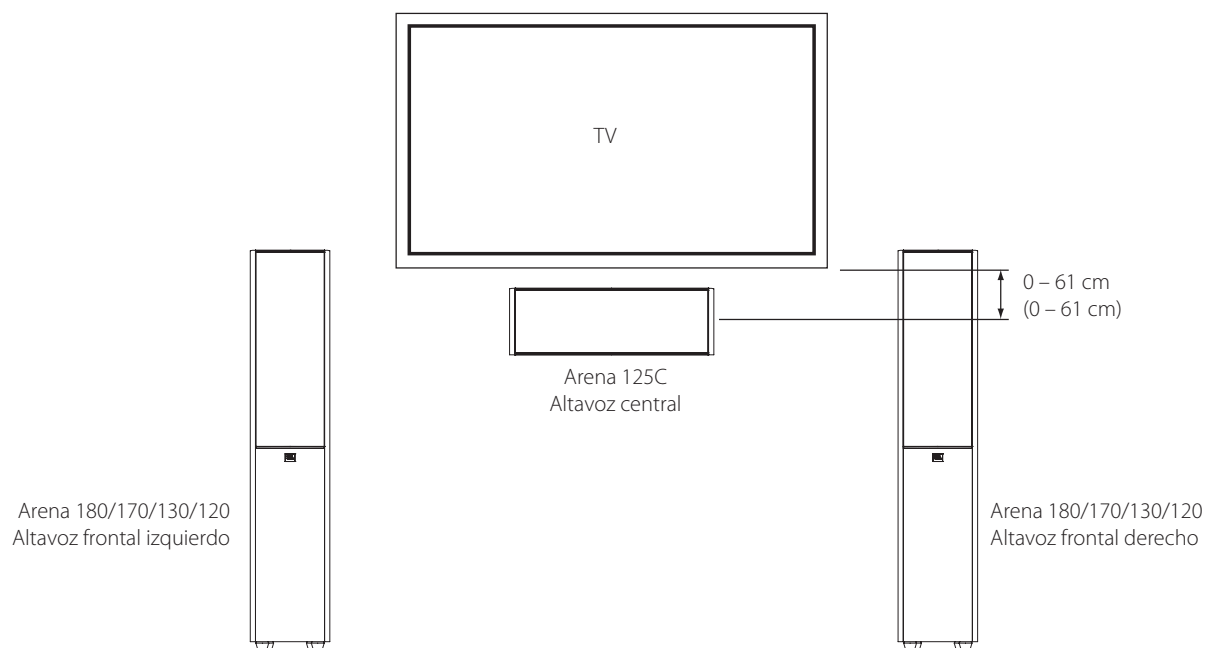 TV
0 – 61 cm
(0 – 61 cm)
Arena 125C
Altavoz central
Arena 180/170/130/120
Altavoz frontal izquierdo
Arena 180/170/130/120
Altavoz frontal derecho